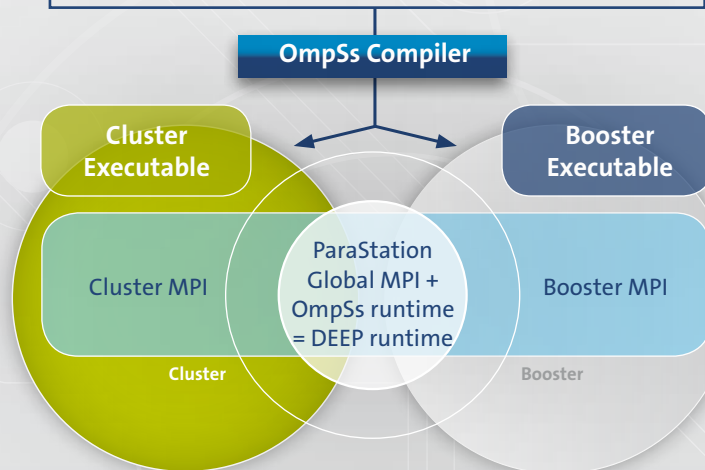 OmpSs Compiler
Cluster
Executable
Booster
Executable
Cluster MPI
ParaStation
Global MPI +
OmpSs runtime
= DEEP runtime
Booster MPI
Cluster
Booster